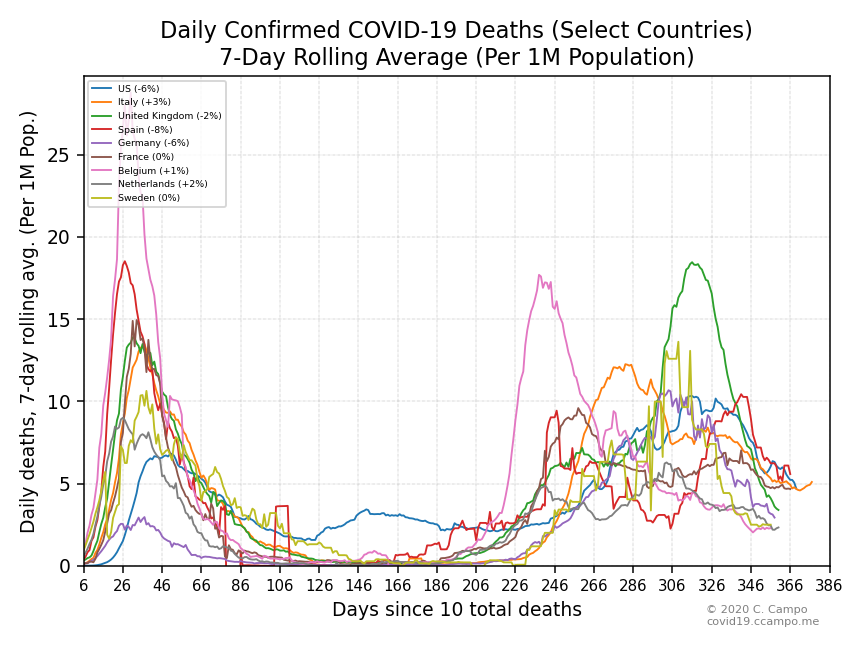 Daily Confirmed COVID-19 Deaths (Select Countries)
7-Day Rolling Average (Per 1M Population)
Daily deaths, 7-day rolling avg. (Per 1M Pop.)
US (-6%)
Italy (+3%)
United Kingdom (-2%)
Spain (-8%)
Germany (-6%)
France (0%)
Belgium (+1%)
Netherlands (+2%)
Sweden (0%)
25
20
15
10
5
0
6 26 46 66 86 106 126 146 166 186 206 226 246 266 286 306 326 346 366 386
Days since 10 total deaths
© 2020 C. Campo
covid19.ccampo.me